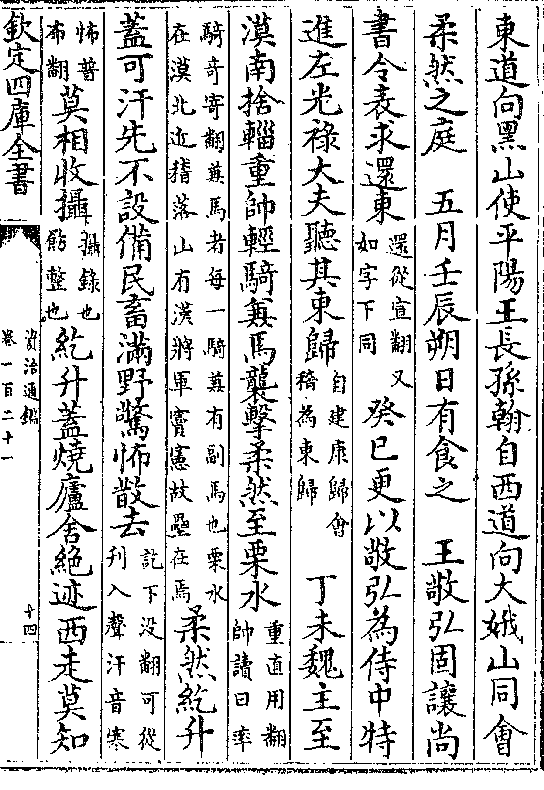 東道向黑山使平陽王長孫翰自西道向大娥山同會
柔然之庭　五月壬辰朔日有食之　王敬弘固讓尚
書令表求還東
還從宣翻又
如字下同
癸巳更以敬弘為侍中特
進左光祿大夫聽其東歸
自建康歸會
稽為東歸
丁未魏主至
漠南捨輜重帥輕騎兼馬襲擊柔然至栗水
重直用翻
帥讀曰率
騎奇寄翻兼馬者每一騎兼有副馬也栗水
在漠北近稽落山有漢將軍竇憲故壘在焉
柔然紇升
蓋可汗先不設備民畜滿野驚怖散去
紇下没翻可從
刊入聲汗音寒
怖普
布翻
莫相收攝
攝錄也
飭整也
紇升蓋燒廬舍絕迹西走莫知
欽定四庫全書
資治通鑑
卷一百二十一
十四